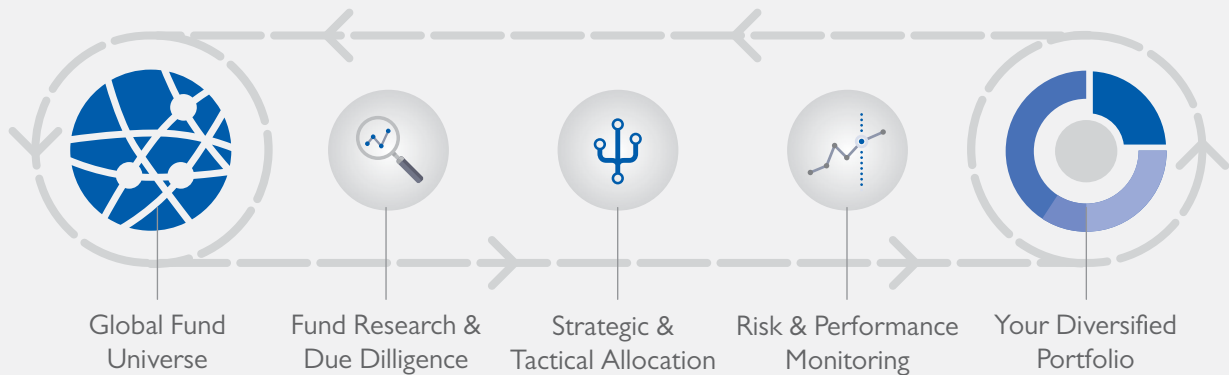 Global Fund
Universe
Fund Research &
Due Dilligence
Strategic &
Tactical Allocation
Risk & Performance
Monitoring
Your Diversified
Portfolio